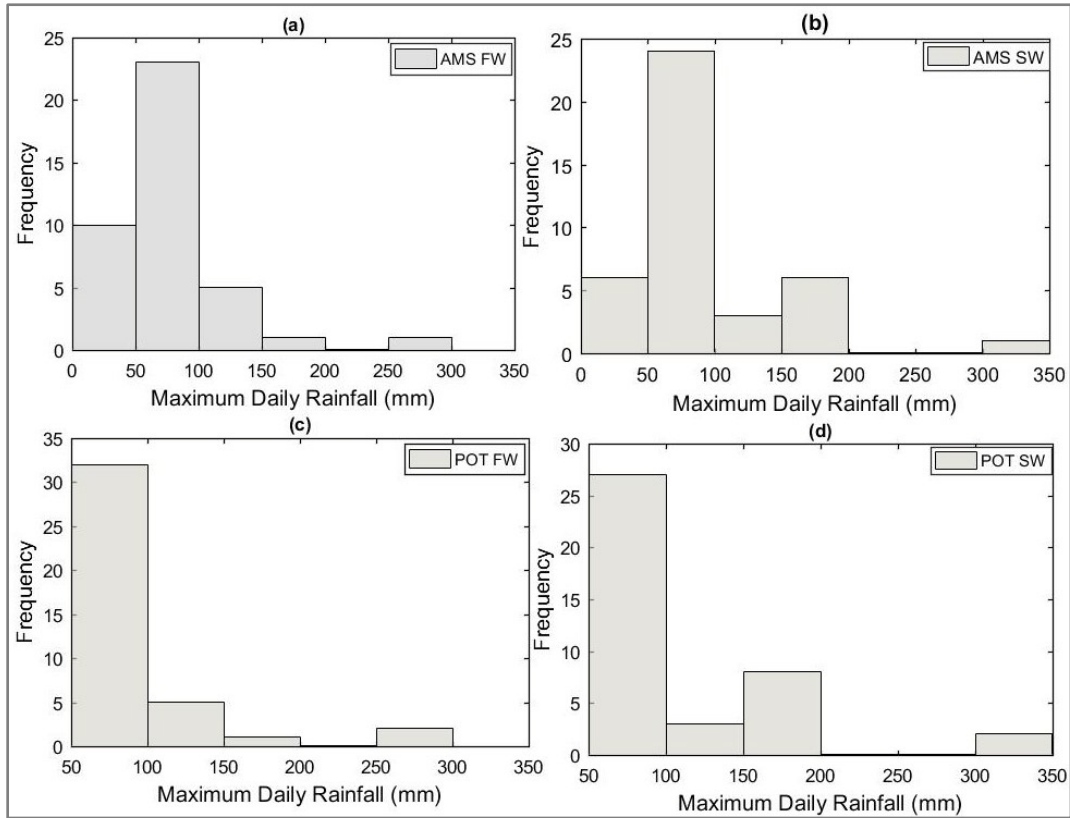 (a)
AMS FW
25
20
15
10
5
0
Frequency
0 50 100 150 200 250 300 350
Maximum Daily Rainfall (mm)
(b)
AMS SW
25
20
15
10
5
0
Frequency
0 50 100 150 200 250 300 350
Maximum Daily Rainfall (mm)
(c)
POT FW
35
30
25
20
15
10
5
0
Frequency
50 100 150 200 250 300 350
Maximum Daily Rainfall (mm)
(d)
POT SW
30
25
20
15
10
5
0
Frequency
50 100 150 200 250 300 350
Maximum Daily Rainfall (mm)